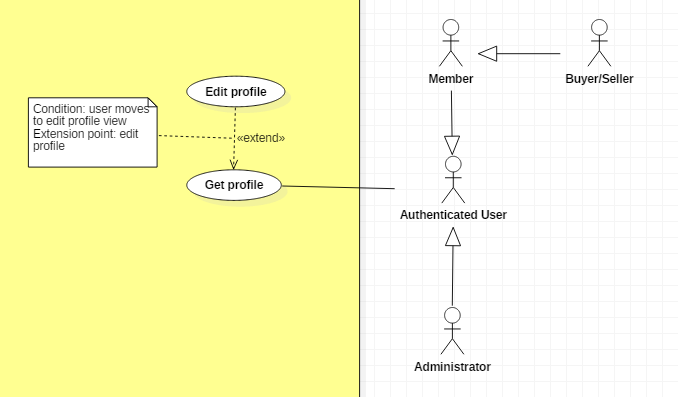 Member
Buyer/Seller
Edit profile
Condition: user moves
to edit profile view
Extension point: edit
profile
«extend»
Get profile
Authenticated User
Administrator